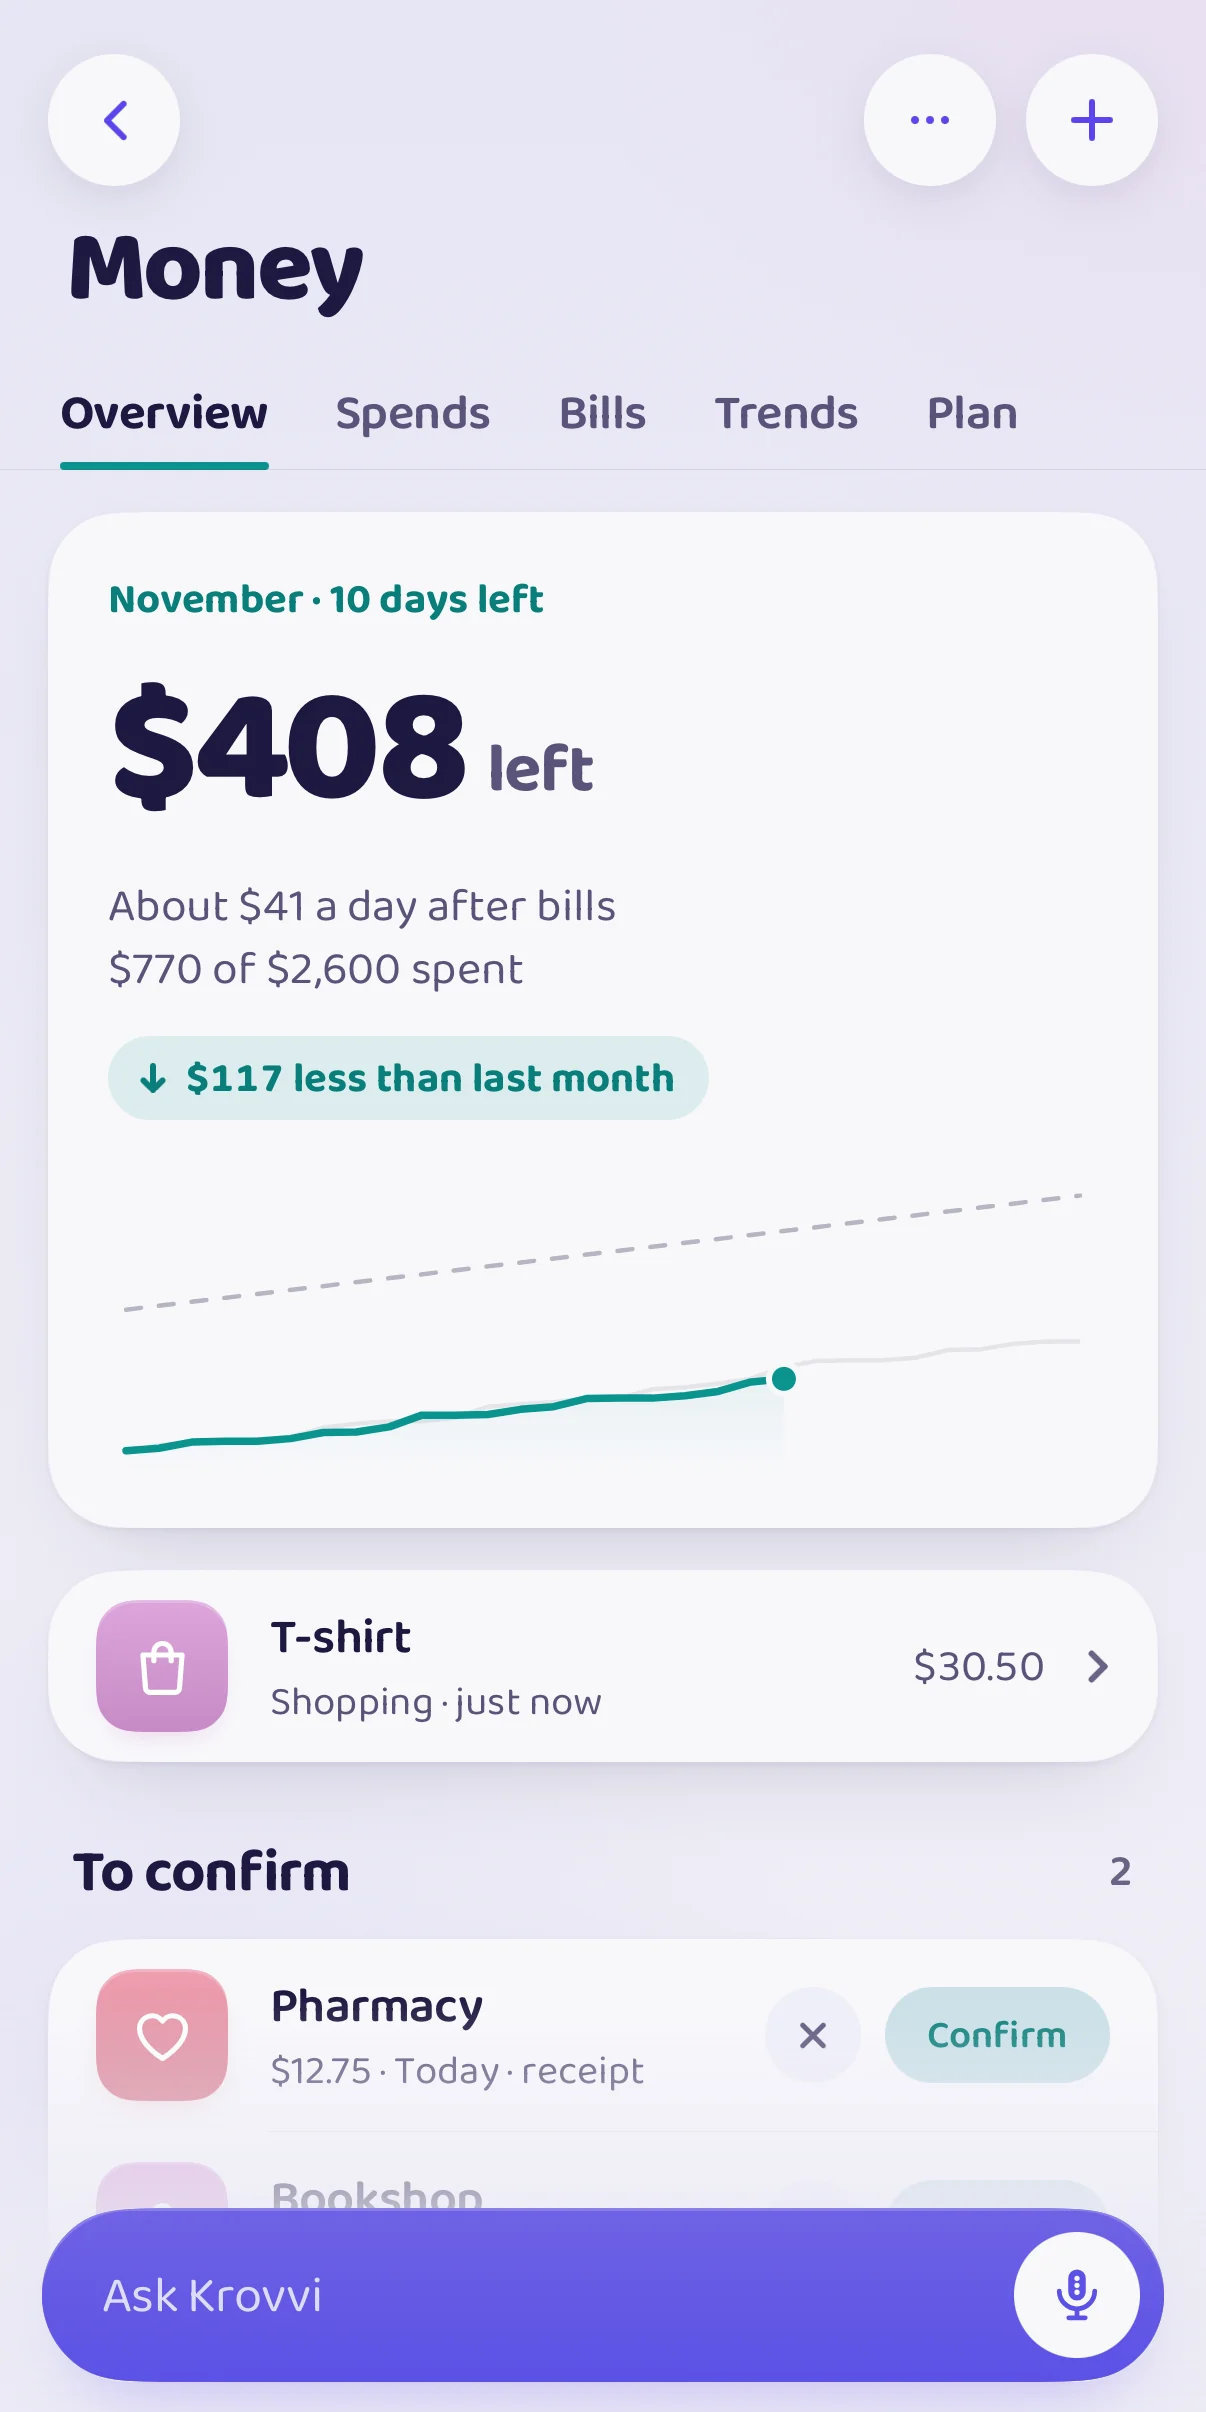 Money
Overview Spends Bills Trends Plan
November · 10 days left
$408 left
About $41 a day after bills
$770 of $2,600 spent
$117 less than last month
T-shirt
Shopping · just now
$30.50
To confirm
2
Pharmacy
$12.75 · Today · receipt
Confirm
Bookshop
Ask Krovvi